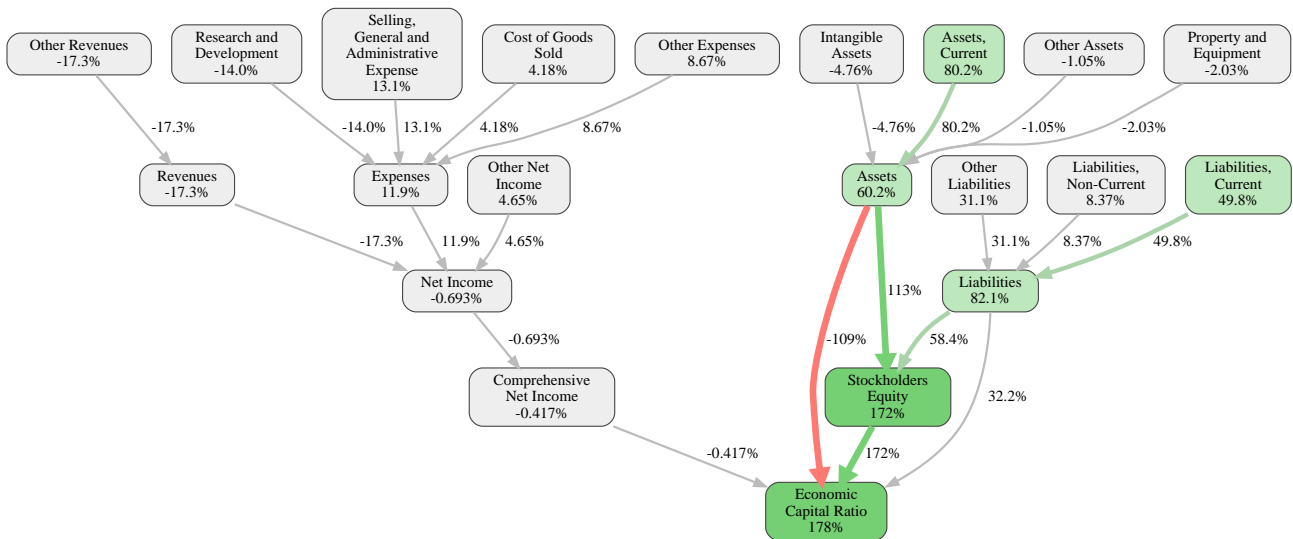 Other Revenues
-17.3%
Research and
Development
-14.0%
Selling,
General and
Administrative
Expense
13.1%
Cost of Goods
Sold
4.18%
Other Expenses
8.67%
Intangible
Assets
-4.76%
Assets,
Current
80.2%
Other Assets
-1.05%
Property and
Equipment
-2.03%
-17.3%
-14.0%
13.1%
4.18%
8.67%
-4.76%
80.2%
-1.05%
-2.03%
Revenues
-17.3%
Expenses
11.9%
Other Net
Income
4.65%
Assets
60.2%
Other
Liabilities
31.1%
Liabilities,
Non-Current
8.37%
Liabilities,
Current
49.8%
-17.3%
11.9%
4.65%
31.1%
8.37%
49.8%
Net Income
-0.693%
Liabilities
82.1%
113%
-0.693%
-109%
58.4%
Comprehensive
Net Income
-0.417%
Stockholders
Equity
172%
32.2%
-0.417%
172%
Economic
Capital Ratio
178%